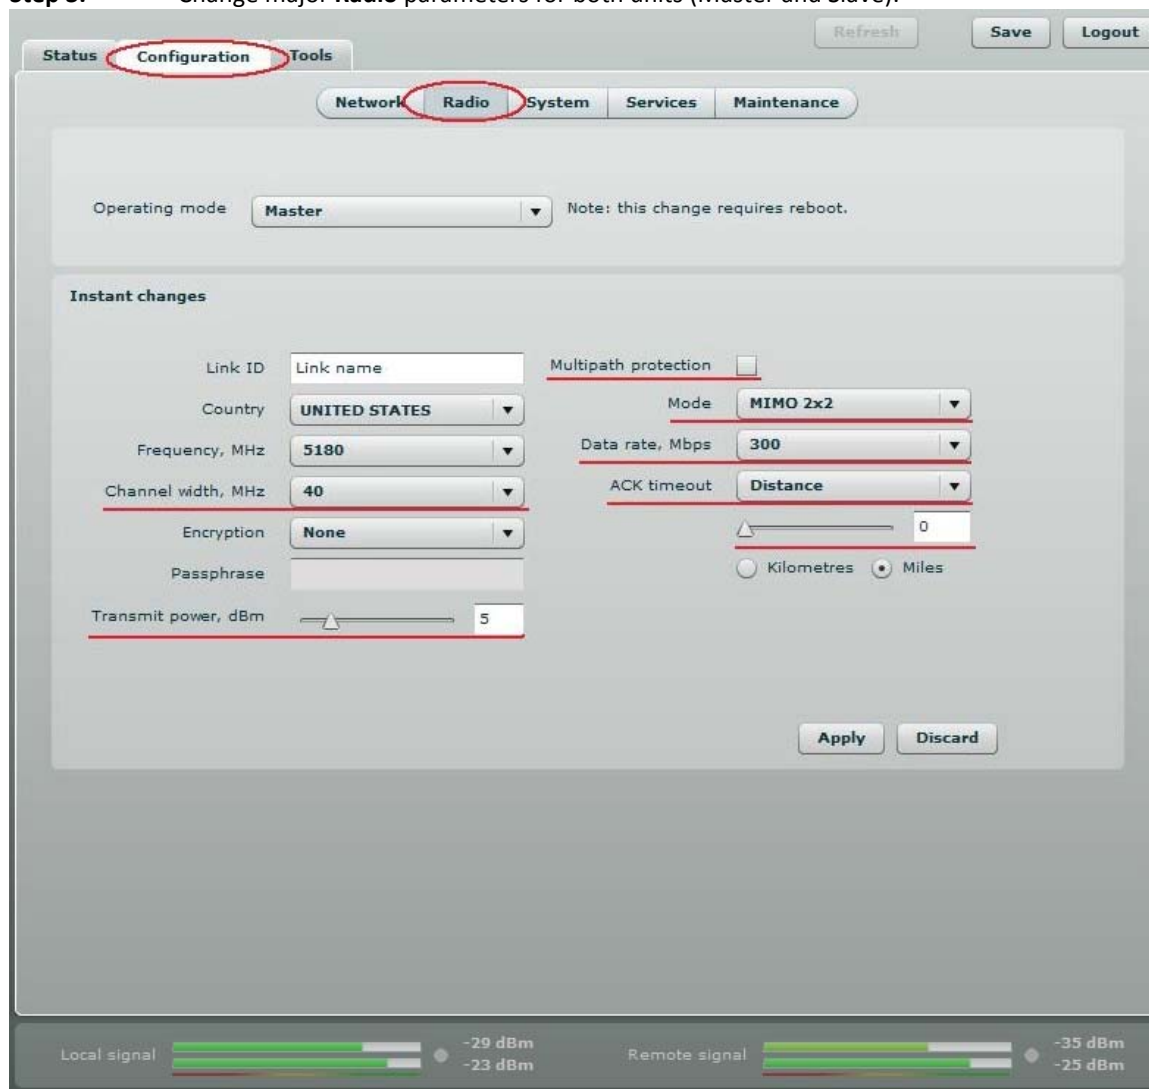 Change major Radio parameters for both units (Master and Slave).
Refresh Save Logout
Status Configuration Tools
Network Radio System Services Maintenance
Operating mode Master Note: this change requires reboot.
Instant changes
Link ID Link name Multipath protection
Country UNITED STATES Mode MIMO 2x2
Frequency, MHz 5180 Data rate, Mbps 300
Channel width, MHz 40 ACK timeout Distance
Encryption None 0
Passphrase Kilometres Miles
Transmit power, dBm 5
Apply Discard
Local signal -29 dBm Remote signal -35 dBm
-23 dBm -25 dBm